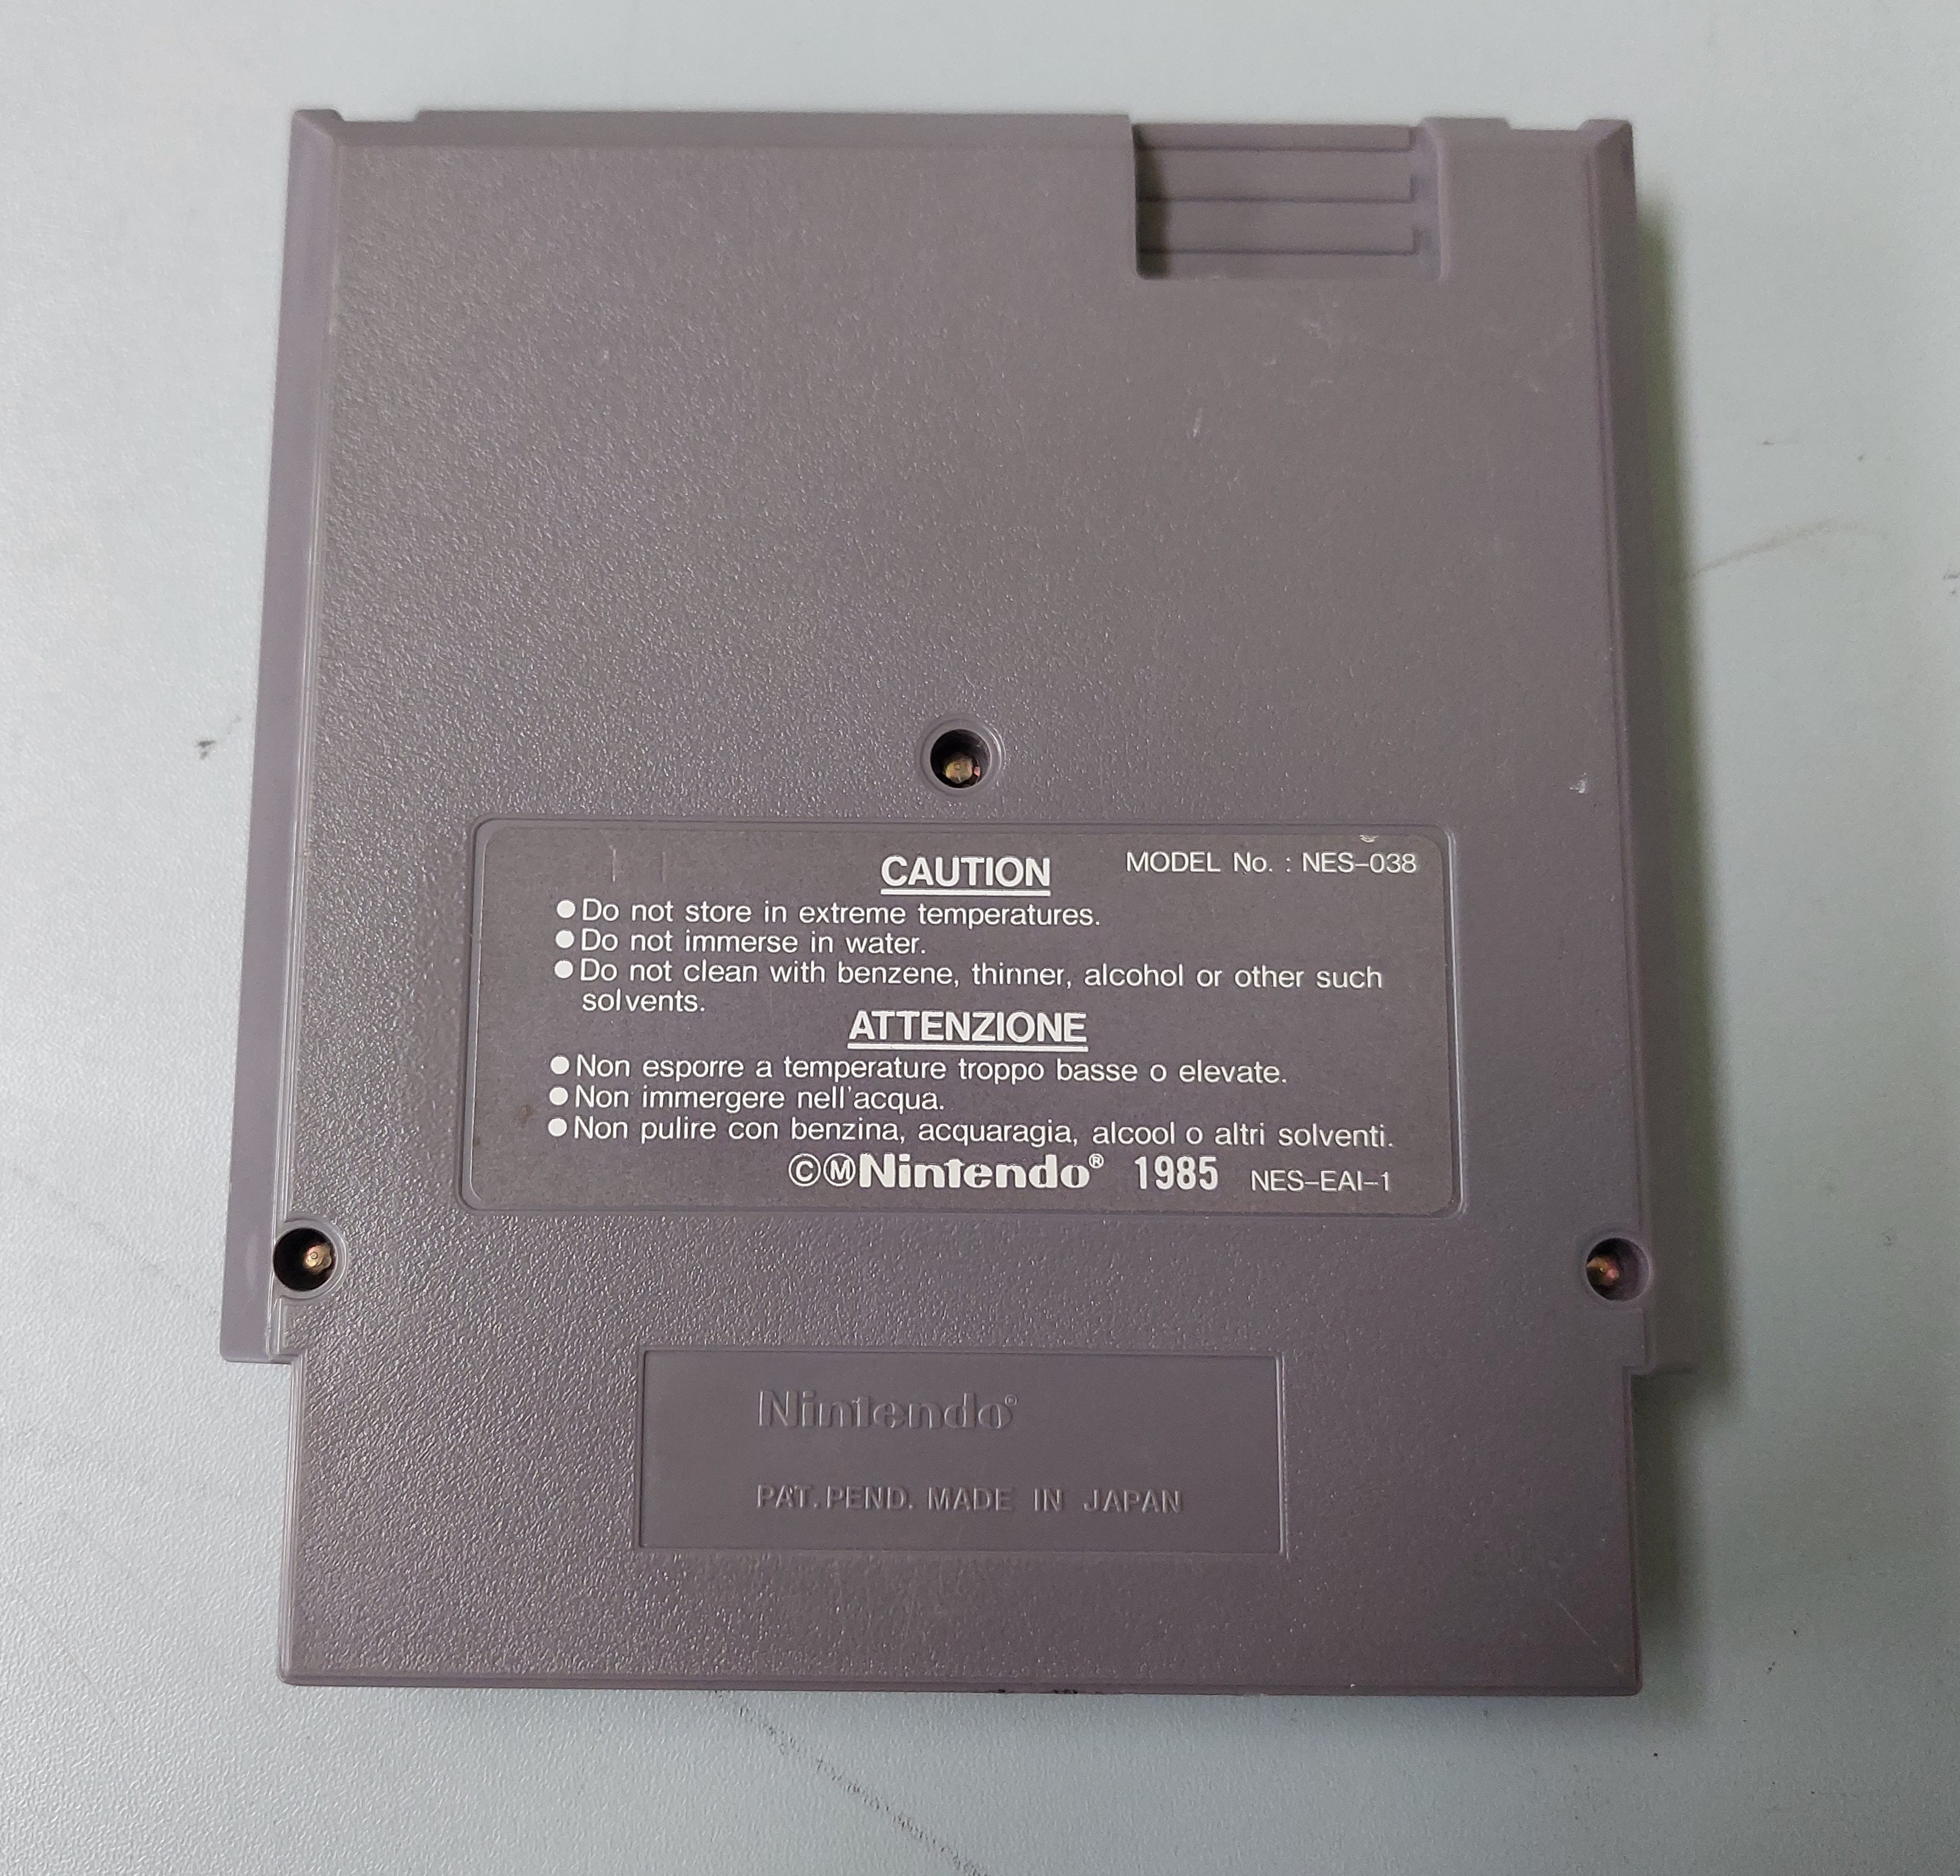 CAUTION MODEL No. : NES-038
●Do not store in extreme temperatures.
●Do not immerse in water.
●Do not clean with benzene, thinner, alcohol or other such
solvents.
ATTENZIONE
●Non esporre a temperature troppo basse o elevate.
●Non immergere nell'acqua.
●Non pulire con benzina, acquaragia, alcool o altri solventi.
©ⓂNintendo® 1985 NES-EAI-1
Nintendo®
PAT. PEND. MADE IN JAPAN